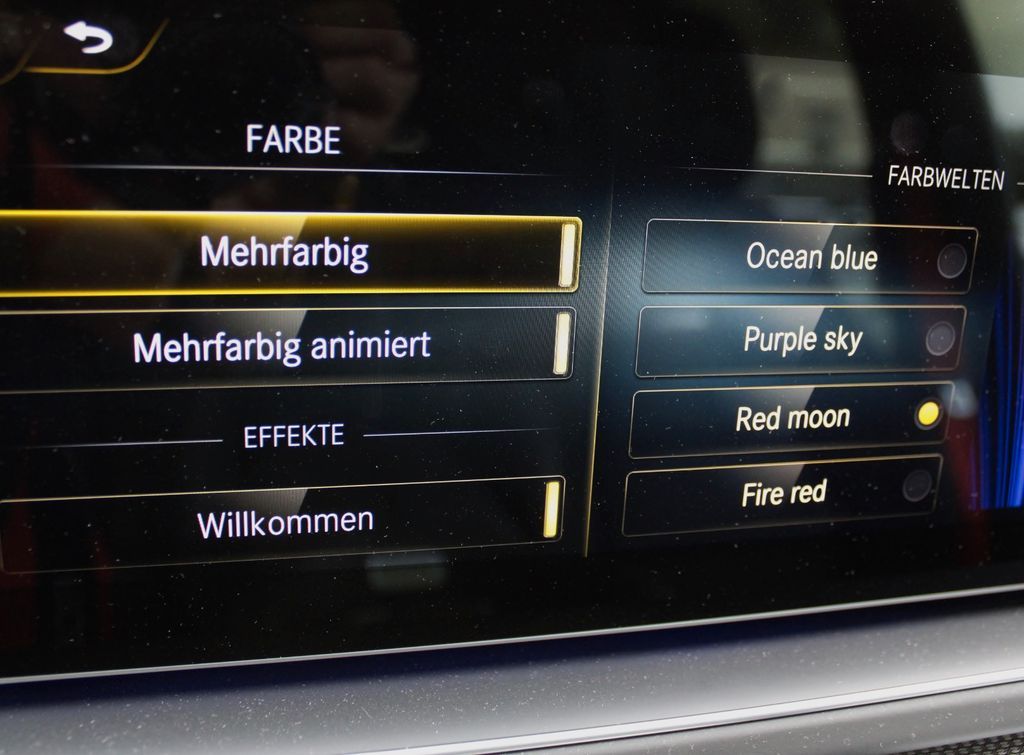 FARBE
Mehrfarbig
Mehrfarbig animiert
EFFEKTE
Willkommen
FARBWELTEN
Ocean blue
Purple sky
Red moon
Fire red